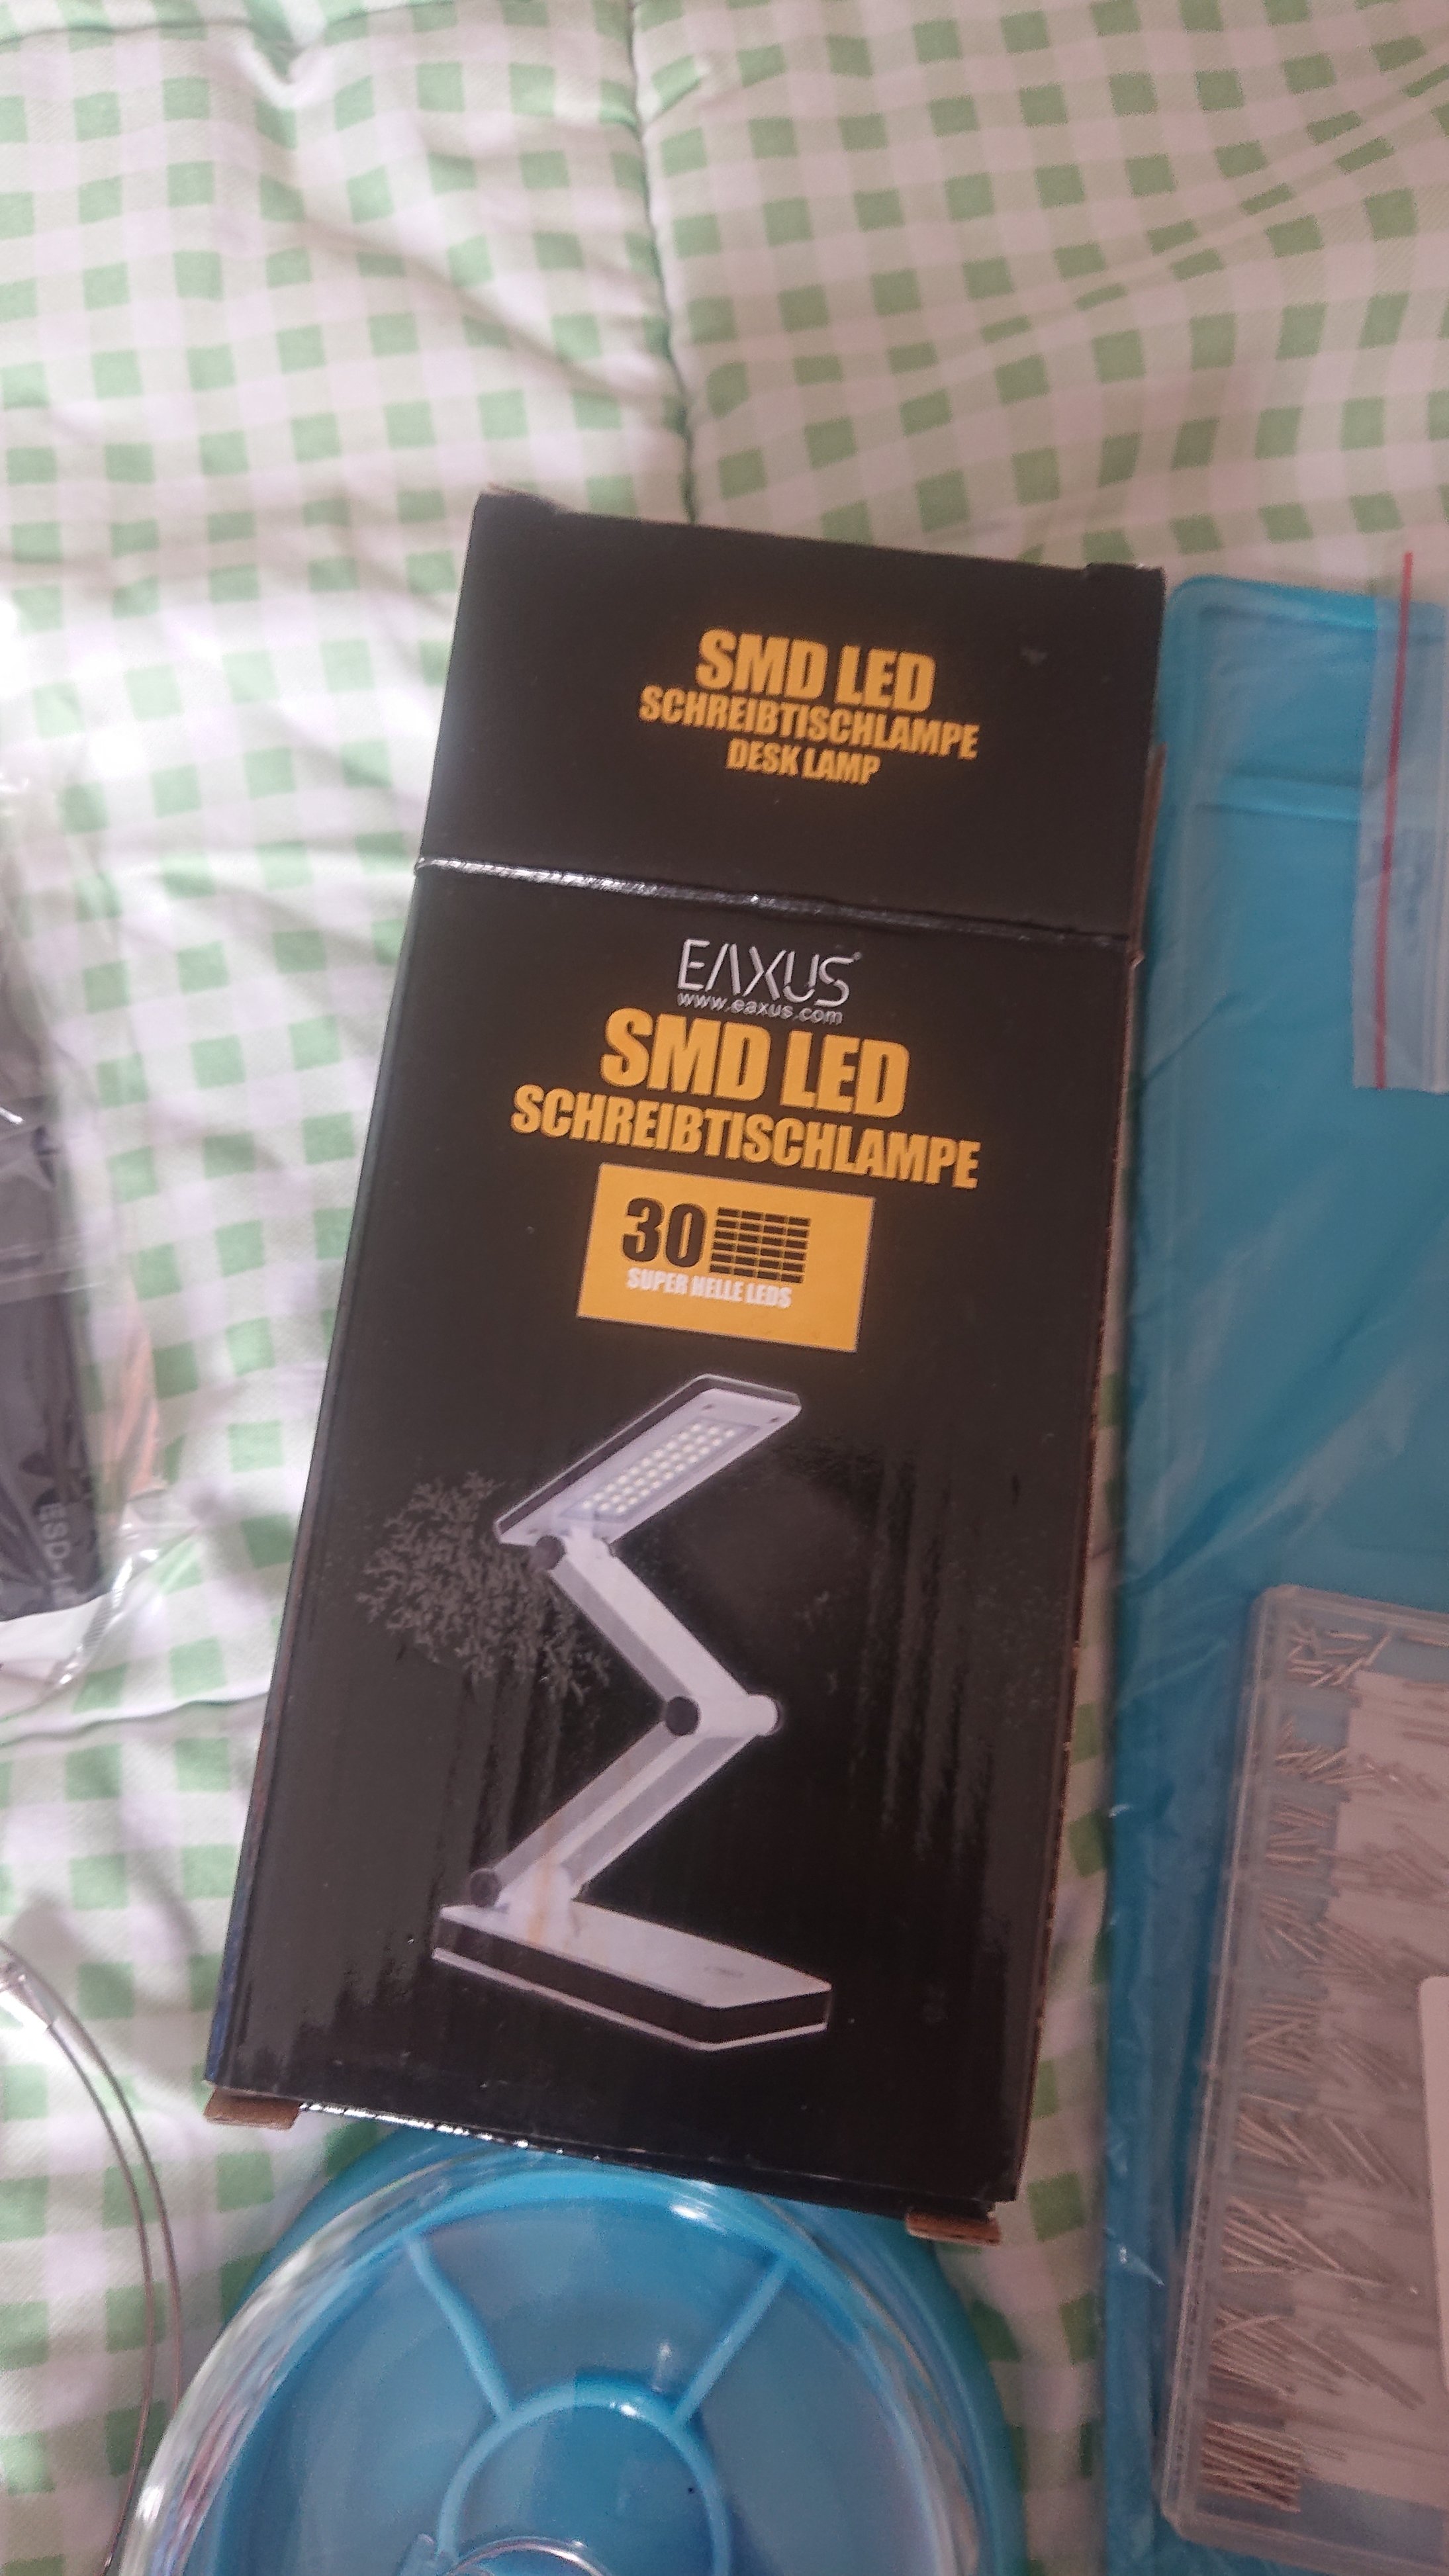 SMD LED
SCHREIBTISCHLAMPE
DESK LAMP
EAXUS®
www.eaxus.com
SMD LED
SCHREIBTISCHLAMPE
30
SUPER HELLE LEDS